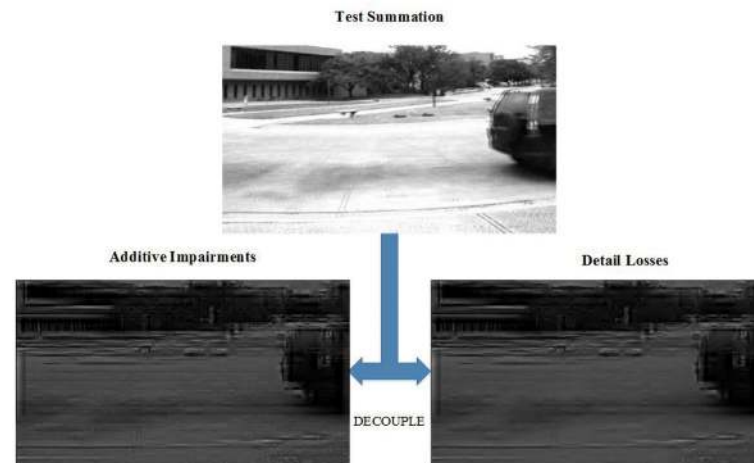 Test Summation
Additive Impairments
Detail Losses
DECOUPLE